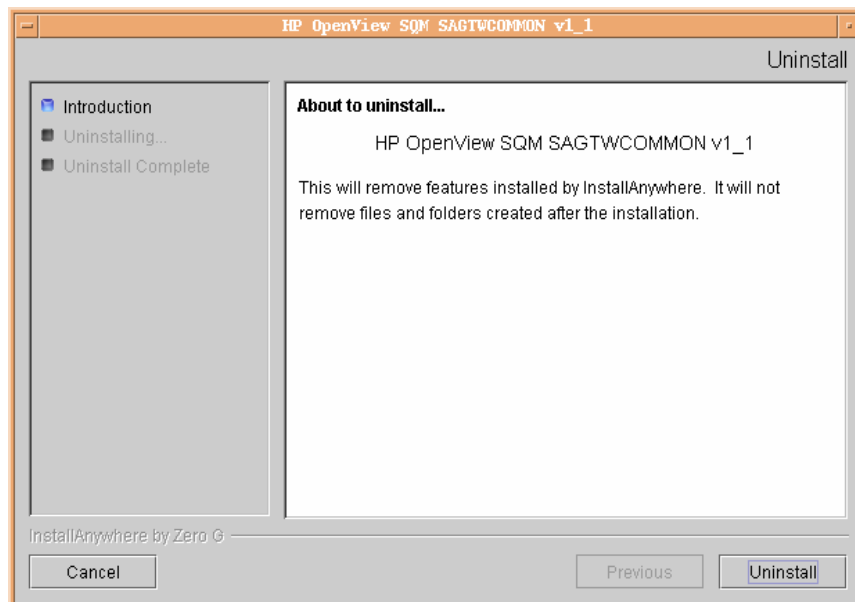 HP OpenView SQM SAGTWCOMMON v1_1
Uninstall
Introduction
Uninstalling...
Uninstall Complete
About to uninstall...
HP OpenView SQM SAGTWCOMMON v1_1
This will remove features installed by InstallAnywhere. It will not
remove files and folders created after the installation.
InstallAnywhere by Zero G
Cancel
Previous
Uninstall